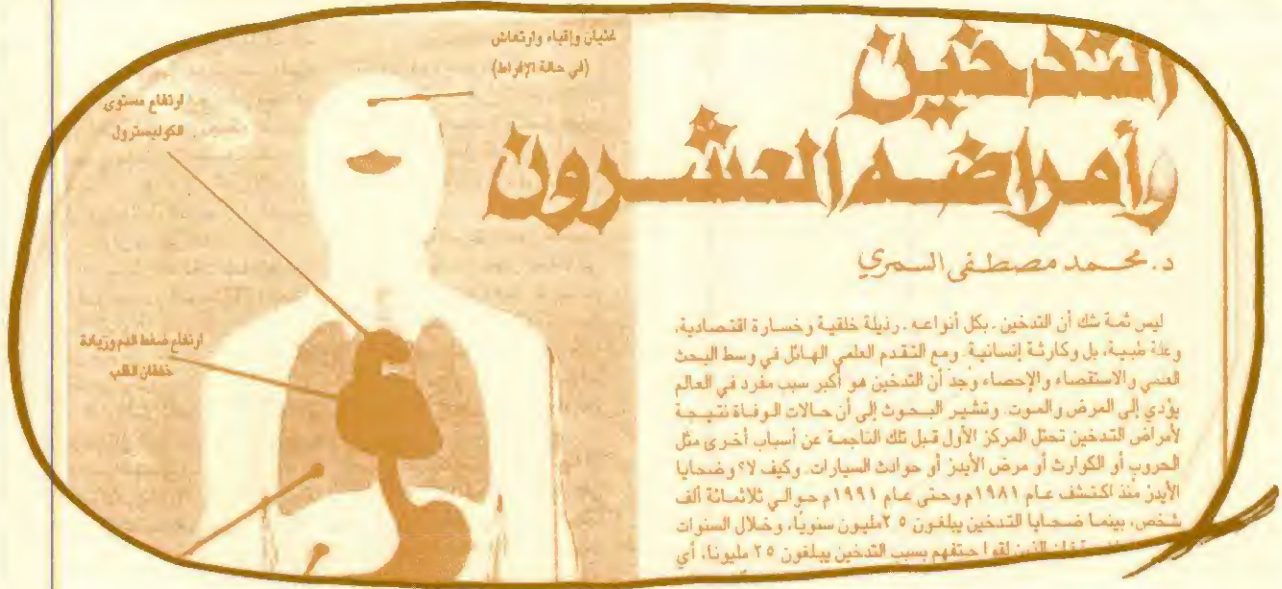 التدخين
وأمراضه العشرون
د. محمد مصطفى السمري
ليس ثمة شك أن التدخين . بكل أنواعه . رذيلة خلقية وخسارة اقتصادية،
وعلة طبية، بل وكارثة إنسانية. ومع التقدم العلمي الهائل في وسط البحث
العلمي والاستقصاء والإحصاء وجد أن التدخين هو أكبر سبب مفرد في العالم
يؤدي إلى المرض والموت. وتشير البحوث إلى أن حالات الوفاة نتيجة
لأمراض التدخين تحتل المركز الأول قبل تلك الناجمة عن أسباب أخرى مثل
الحروب أو الكوارث أو مرض الأيدز أو حوادث السيارات. وكيف لا؟ وضحايا
الأيدز منذ اكتشف عام ١٩٨١م وحتى عام ١٩٩١م حوالي ثلاثمائة ألف
شخص، بينما ضحايا التدخين يبلغون ٢٥ مليون سنويًا، وخلال السنوات
الذين لقوا حتفهم بسبب التدخين يبلغون ٢٥ مليونا، أي
غثيان وإقياء وارتعاش
(في حالة الإفراط)
ارتفاع مستوى
الكوليسترول
ارتفاع ضغط الدم وزيادة
خفقان القلب